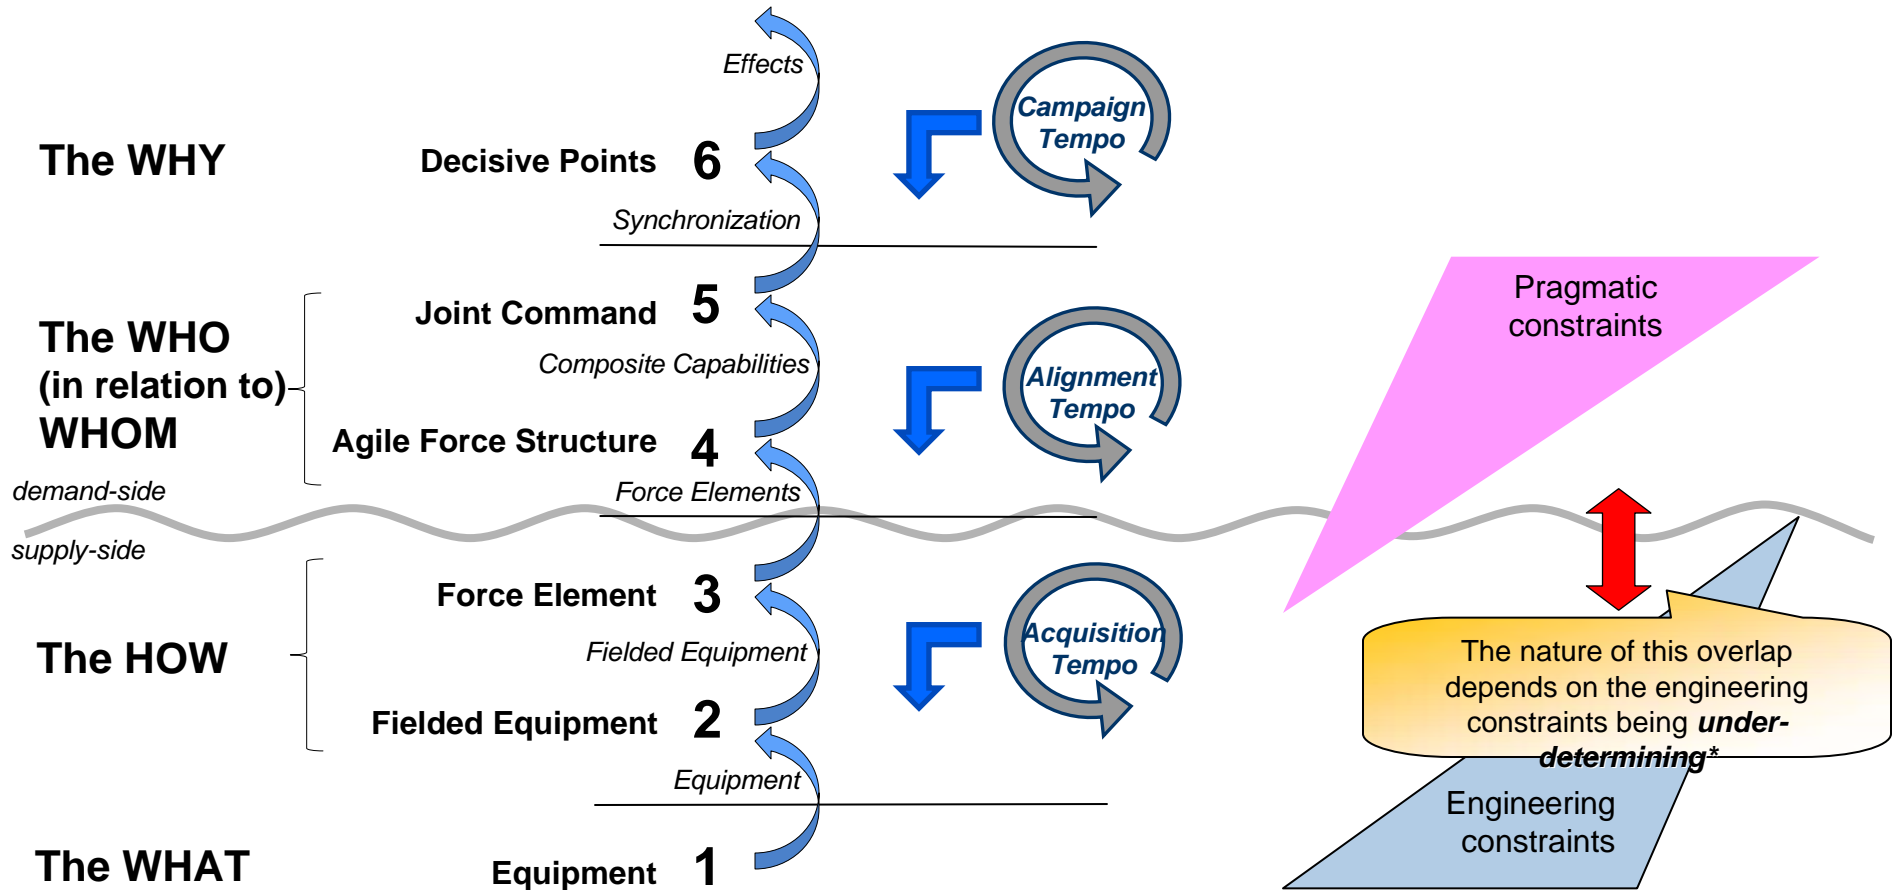 Effects
Campaign
Tempo
The WHY
Decisive Points 6
Synchronization
Pragmatic
constraints
Joint Command 5
The WHO
(in relation to)
WHOM
Composite Capabilities
Alignment
Tempo
Agile Force Structure 4
demand-side
Force Elements
supply-side
Force Element 3
The HOW
Fielded Equipment
Acquisition
Tempo
The nature of this overlap
depends on the engineering
constraints being under-
determining*
Fielded Equipment 2
Equipment
Engineering
constraints
The WHAT
Equipment 1